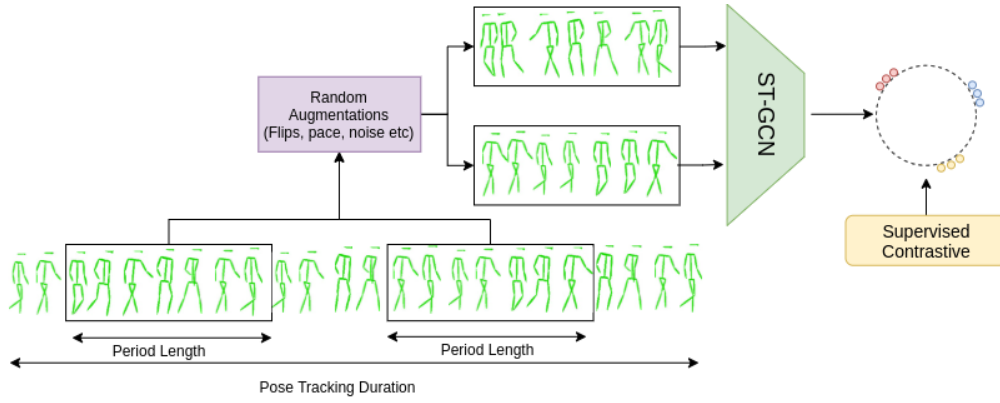 Random
Augmentations
(Flips, pace, noise etc)
ST-GCN
Supervised
Contrastive
Period Length
Period Length
Pose Tracking Duration